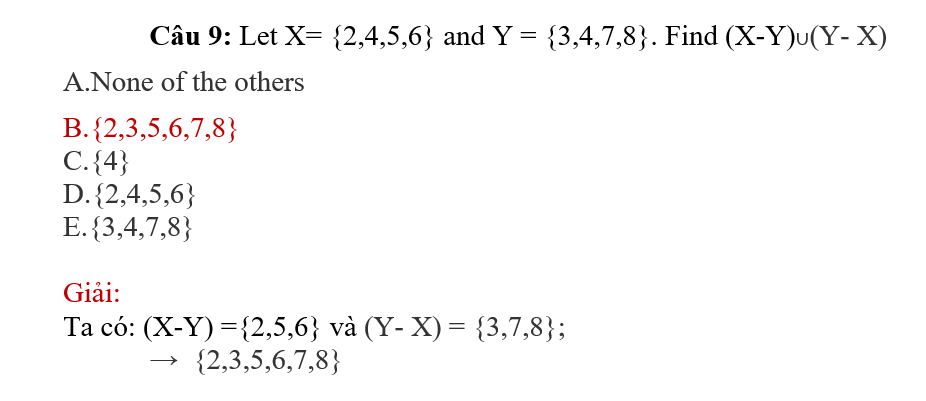 Câu 9: Let X= {2,4,5,6} and Y = {3,4,7,8}. Find (X-Y)∪(Y- X)
A.None of the others
B.{2,3,5,6,7,8}
C.{4}
D.{2,4,5,6}
E.{3,4,7,8}
Giải:
Ta có: (X-Y) ={2,5,6} và (Y- X) = {3,7,8};
→ {2,3,5,6,7,8}